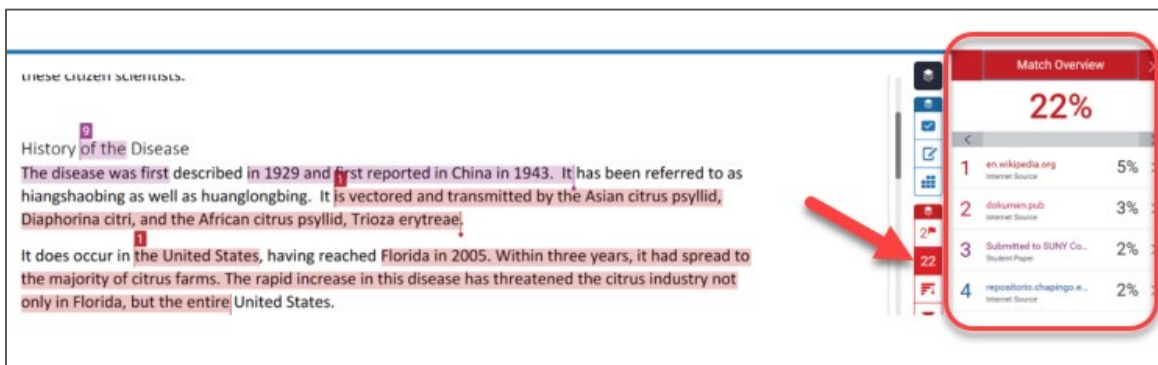 these citizen scientists.
9
History of the Disease
The disease was first described in 1929 and first reported in China in 1943. It has been referred to as
1
hiangshaobing as well as huanglongbing. It is vectored and transmitted by the Asian citrus psyllid,
Diaphorina citri, and the African citrus psyllid, Trioza erytreae.
1
It does occur in the United States, having reached Florida in 2005. Within three years, it had spread to
the majority of citrus farms. The rapid increase in this disease has threatened the citrus industry not
only in Florida, but the entire United States.
2
22
Match Overview
22%
1 en.wikipedia.org 5%
Internet Source
2 dokumen.pub 3%
Internet Source
3 Submitted to SUNY Co... 2%
Student Paper
4 repositorio.chapingo.e... 2%
Internet Source